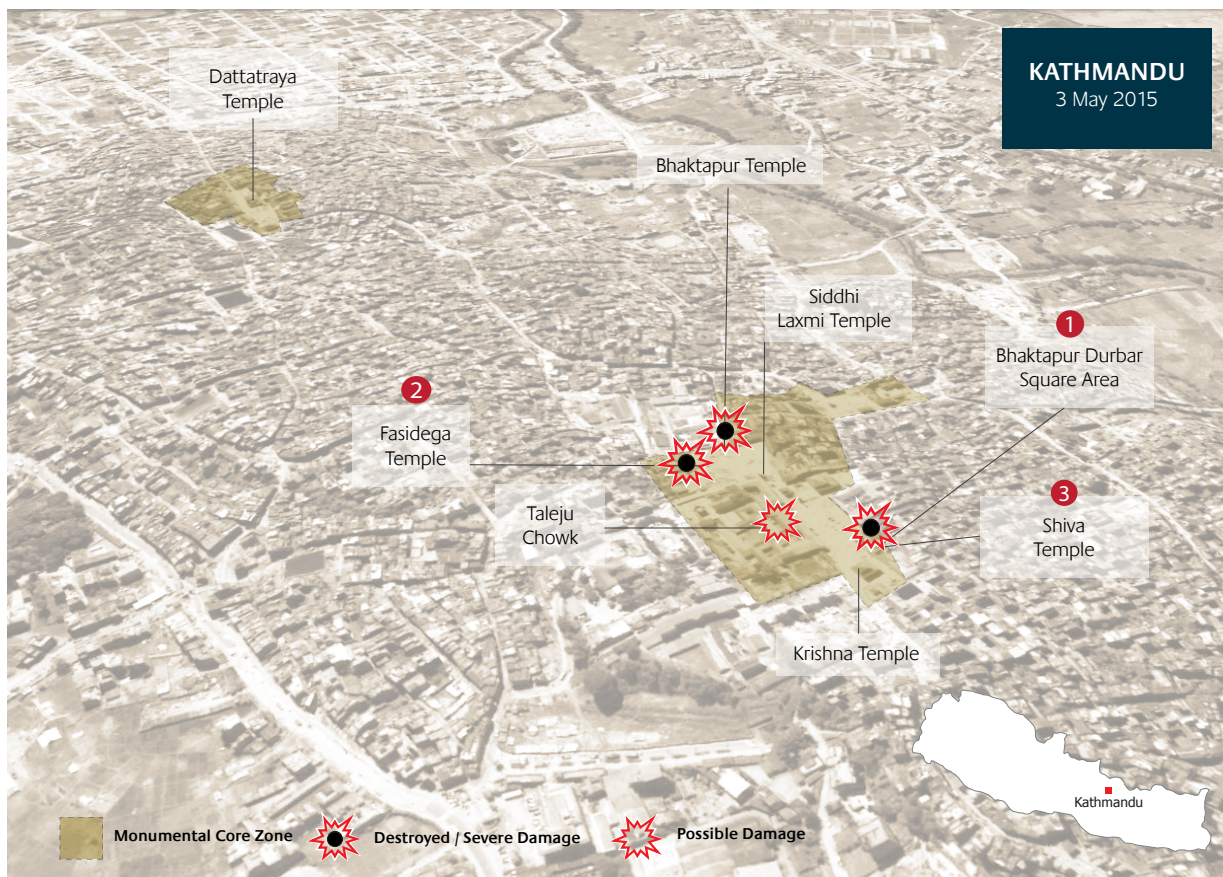 KATHMANDU
3 May 2015
Dattatraya
Temple
Bhaktapur Temple
Siddhi
Laxmi Temple
1
Bhaktapur Durbar
Square Area
2
Fasidega
Temple
Taleju
Chowk
3
Shiva
Temple
Krishna Temple
Kathmandu
Monumental Core Zone
Destroyed / Severe Damage
Possible Damage